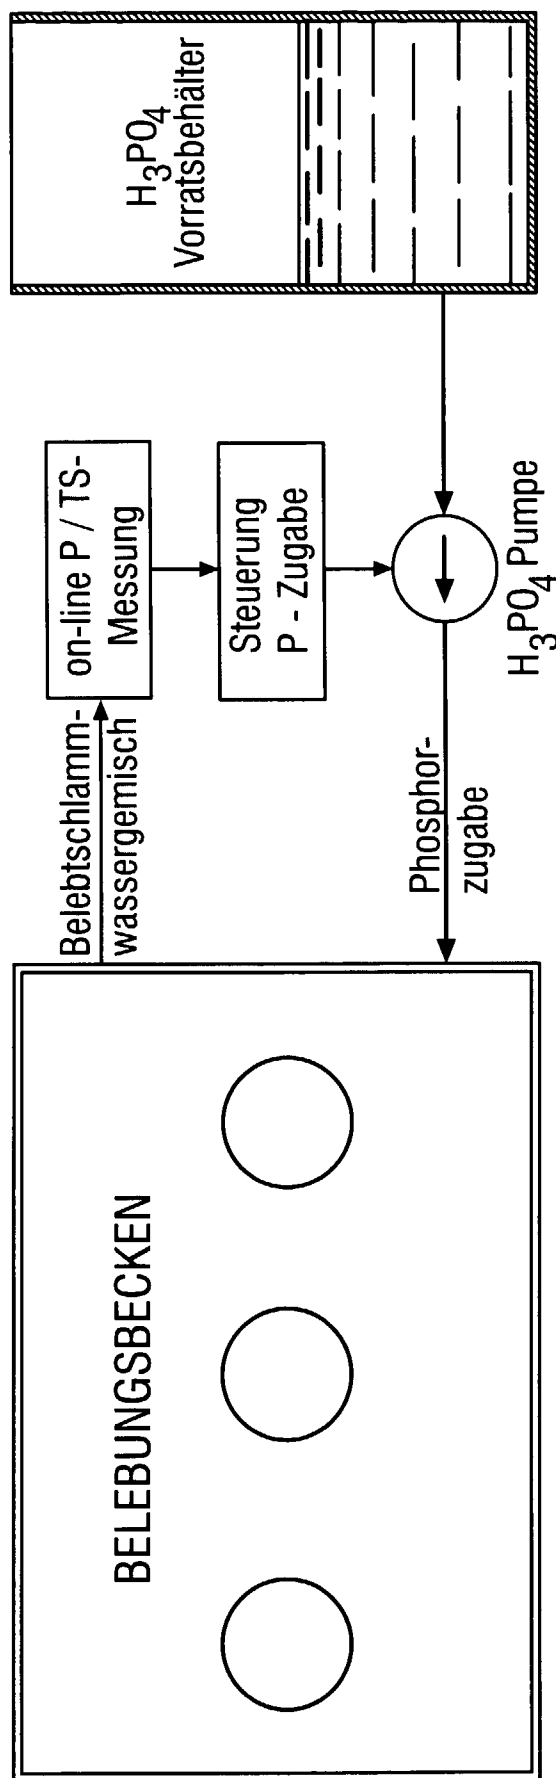 BELEBUNGSBECKEN
Belebtschlamm-
wassergemisch
on-line P / TS-
Messung
Steuerung
P - Zugabe
Phosphor-
zugabe
H3PO4 Pumpe
H3PO4
Vorratsbehälter